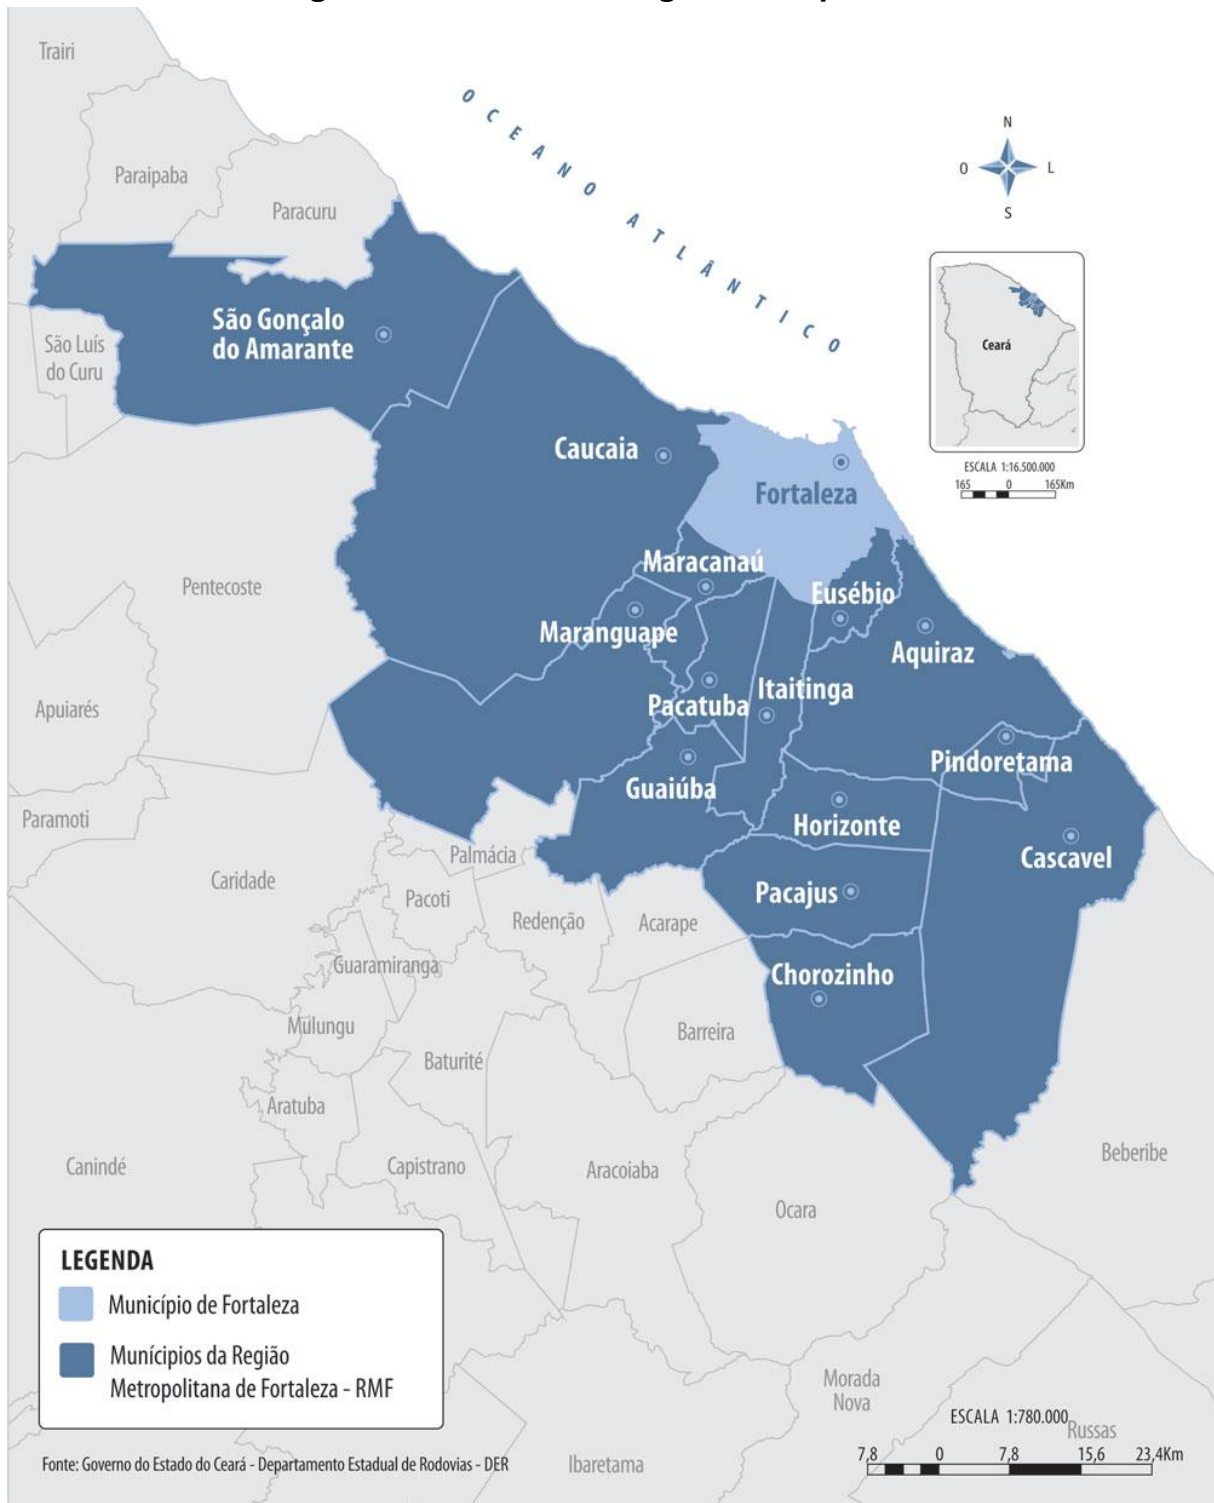 Trairi
OCEANO ATLÂNTICO
N
O
L
S
Paraipaba
Paracuru
São Gonçalo
do Amarante
São Luís
do Curu
Ceará
ESCALA 1:16.500.000
165 0 165Km
Caucaia
Fortaleza
Maracanaú
Pentecoste
Eusébio
Maranguape
Aquiraz
Itaitinga
Apuiarés
Pacatuba
Pindoretama
Guaiúba
Paramoti
Horizonte
Palmácia
Cascavel
Caridade
Pacoti
Pacajus
Redenção
Acarape
Guaramiranga
Chorozinho
Mulungu
Barreira
Baturité
Aratuba
Canindé
Capistrano
Aracoiaba
Beberibe
Ocara
LEGENDA
Município de Fortaleza
Munícipios da Região
Metropolitana de Fortaleza - RMF
Morada
Nova
ESCALA 1:780.000
Russas
7,8 0 7,8 15,6 23,4Km
Fonte: Governo do Estado do Ceará - Departamento Estadual de Rodovias - DER
Ibaretama